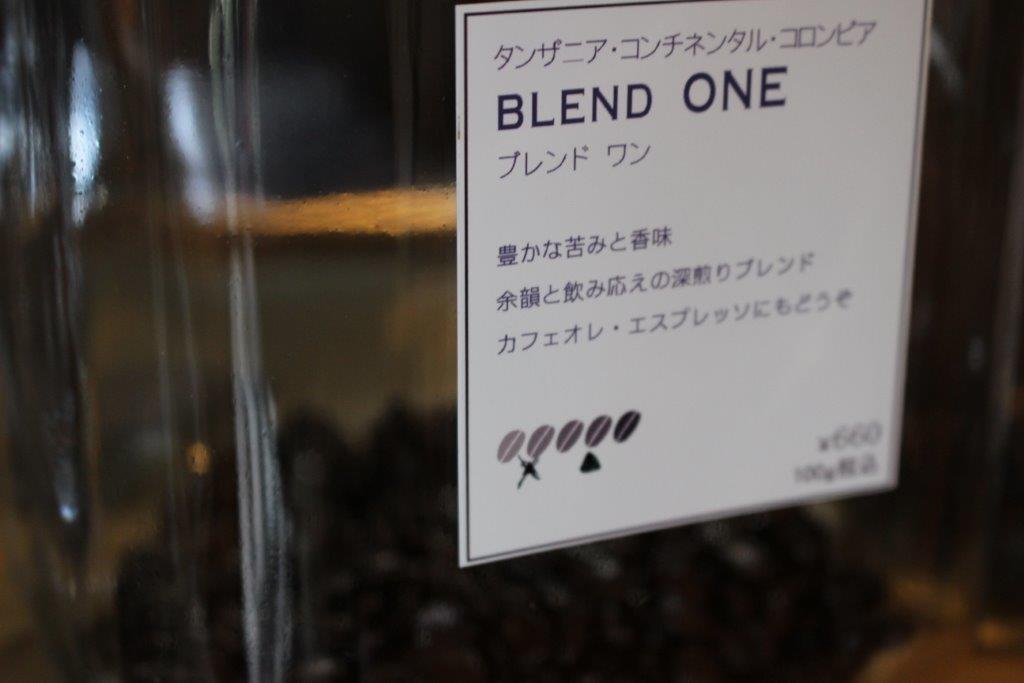 タンザニア・コンチネンタル・コロンビア
BLEND ONE
ブレンド ワン
豊かな苦みと香味
余韻と飲み応えの深煎りブレンド
カフェオレ・エスプレッソにもどうぞ
¥660
100g税込